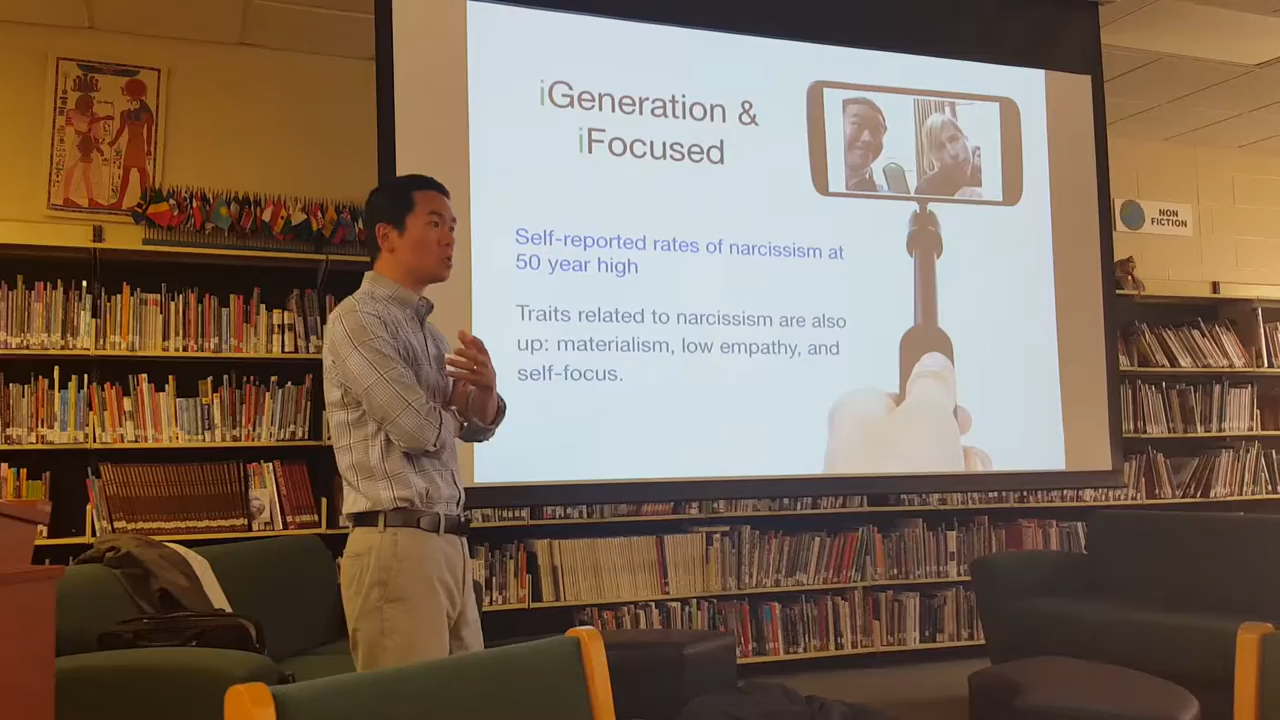 iGeneration &
iFocused
Self-reported rates of narcissism at
50 year high
Traits related to narcissism are also
up: materialism, low empathy, and
self-focus.
NON
FICTION